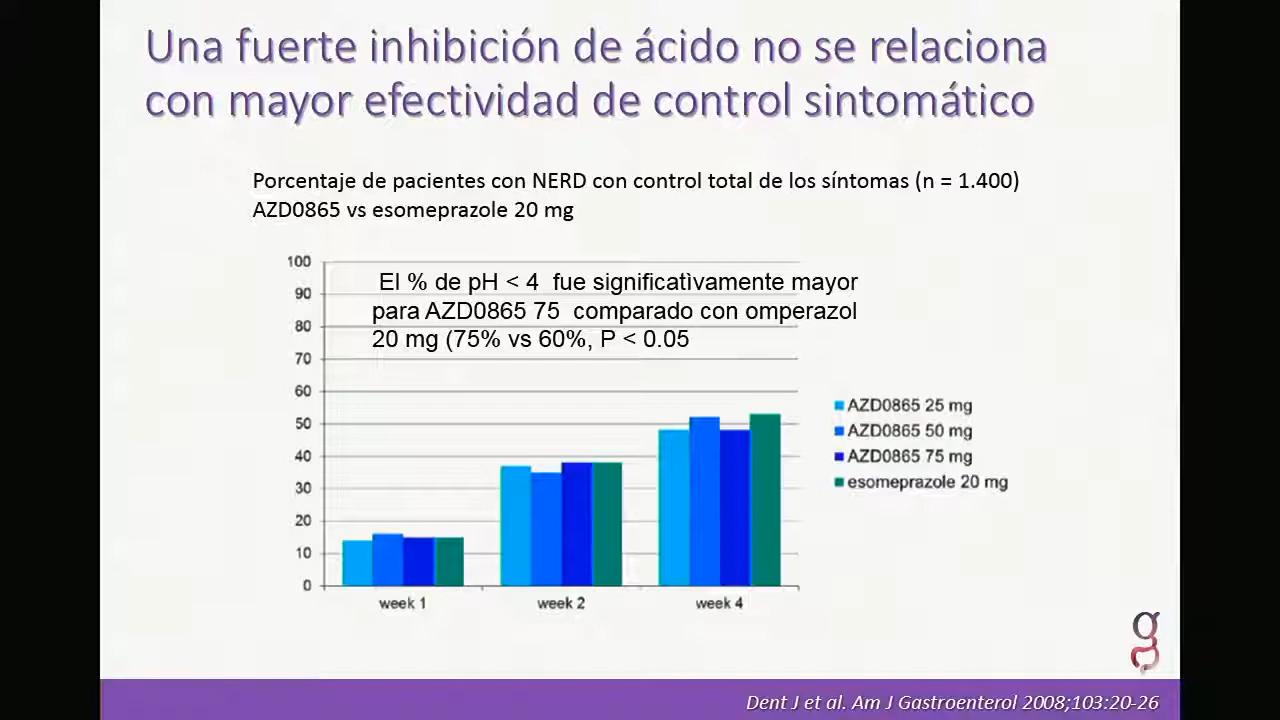 Una fuerte inhibición de ácido no se relaciona
con mayor efectividad de control sintomático
Porcentaje de pacientes con NERD con control total de los síntomas (n = 1.400)
AZD0865 vs esomeprazole 20 mg
El % de pH < 4 fue significatìvamente mayor
para AZD0865 75 comparado con omperazol
20 mg (75% vs 60%, P < 0.05
100
90
80
70
60
50
40
30
20
10
0
week 1
week 2
week 4
AZD0865 25 mg
AZD0865 50 mg
AZD0865 75 mg
esomeprazole 20 mg
Dent J et al. Am J Gastroenterol 2008;103:20-26